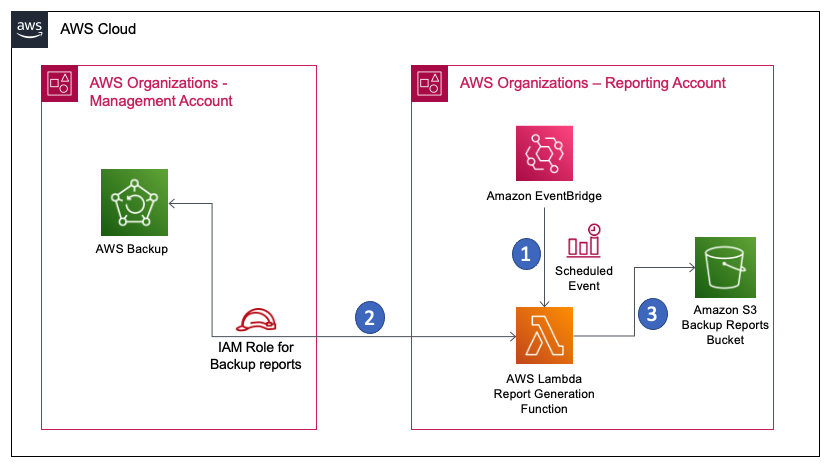 aws
AWS Cloud
AWS Organizations -
Management Account
AWS Organizations – Reporting Account
Amazon EventBridge
AWS Backup
1
Scheduled
Event
2
3
Amazon S3
Backup Reports
Bucket
IAM Role for
Backup reports
AWS Lambda
Report Generation
Function